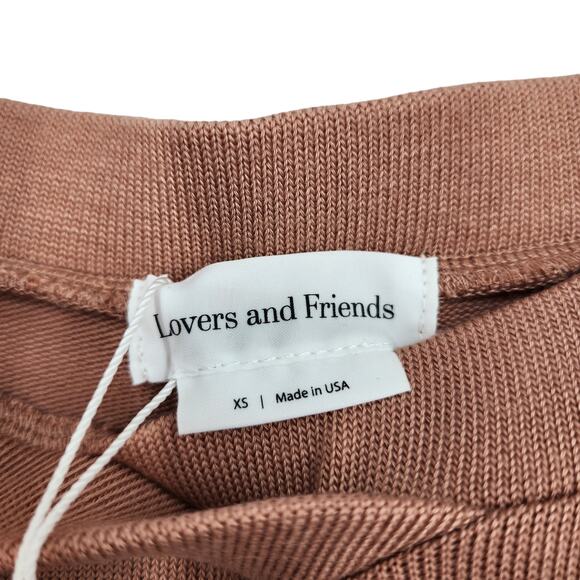 Lovers and Friends
XS | Made in USA